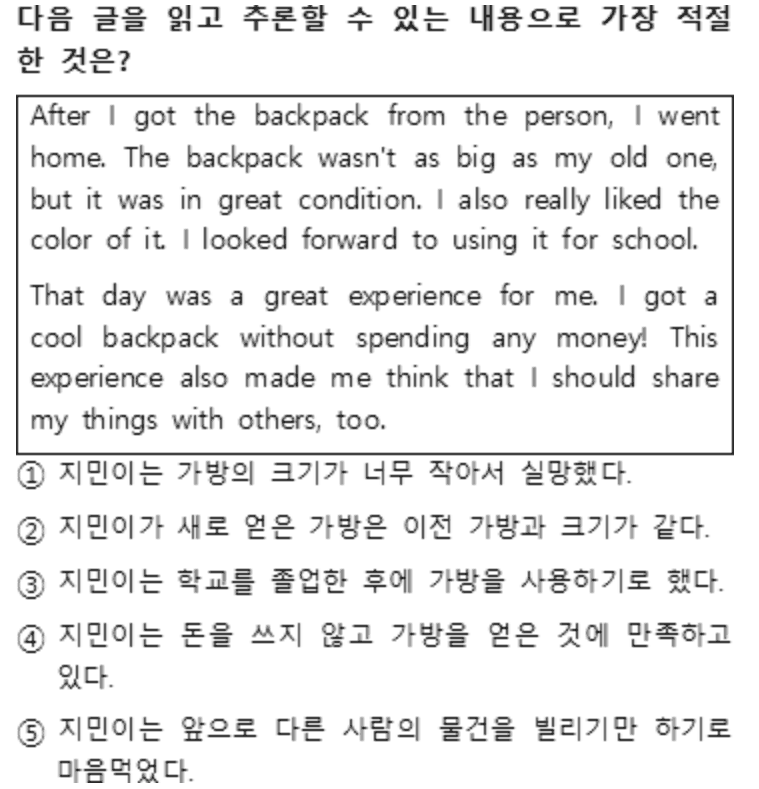 다음 글을 읽고 추론할 수 있는 내용으로 가장 적절
한 것은?
After I got the backpack from the person, I went
home. The backpack wasn't as big as my old one,
but it was in great condition. I also really liked the
color of it. I looked forward to using it for school.
That day was a great experience for me. I got a
cool backpack without spending any money! This
experience also made me think that I should share
my things with others, too.
① 지민이는 가방의 크기가 너무 작아서 실망했다.
② 지민이가 새로 얻은 가방은 이전 가방과 크기가 같다.
③ 지민이는 학교를 졸업한 후에 가방을 사용하기로 했다.
④ 지민이는 돈을 쓰지 않고 가방을 얻은 것에 만족하고
있다.
⑤ 지민이는 앞으로 다른 사람의 물건을 빌리기만 하기로
마음먹었다.